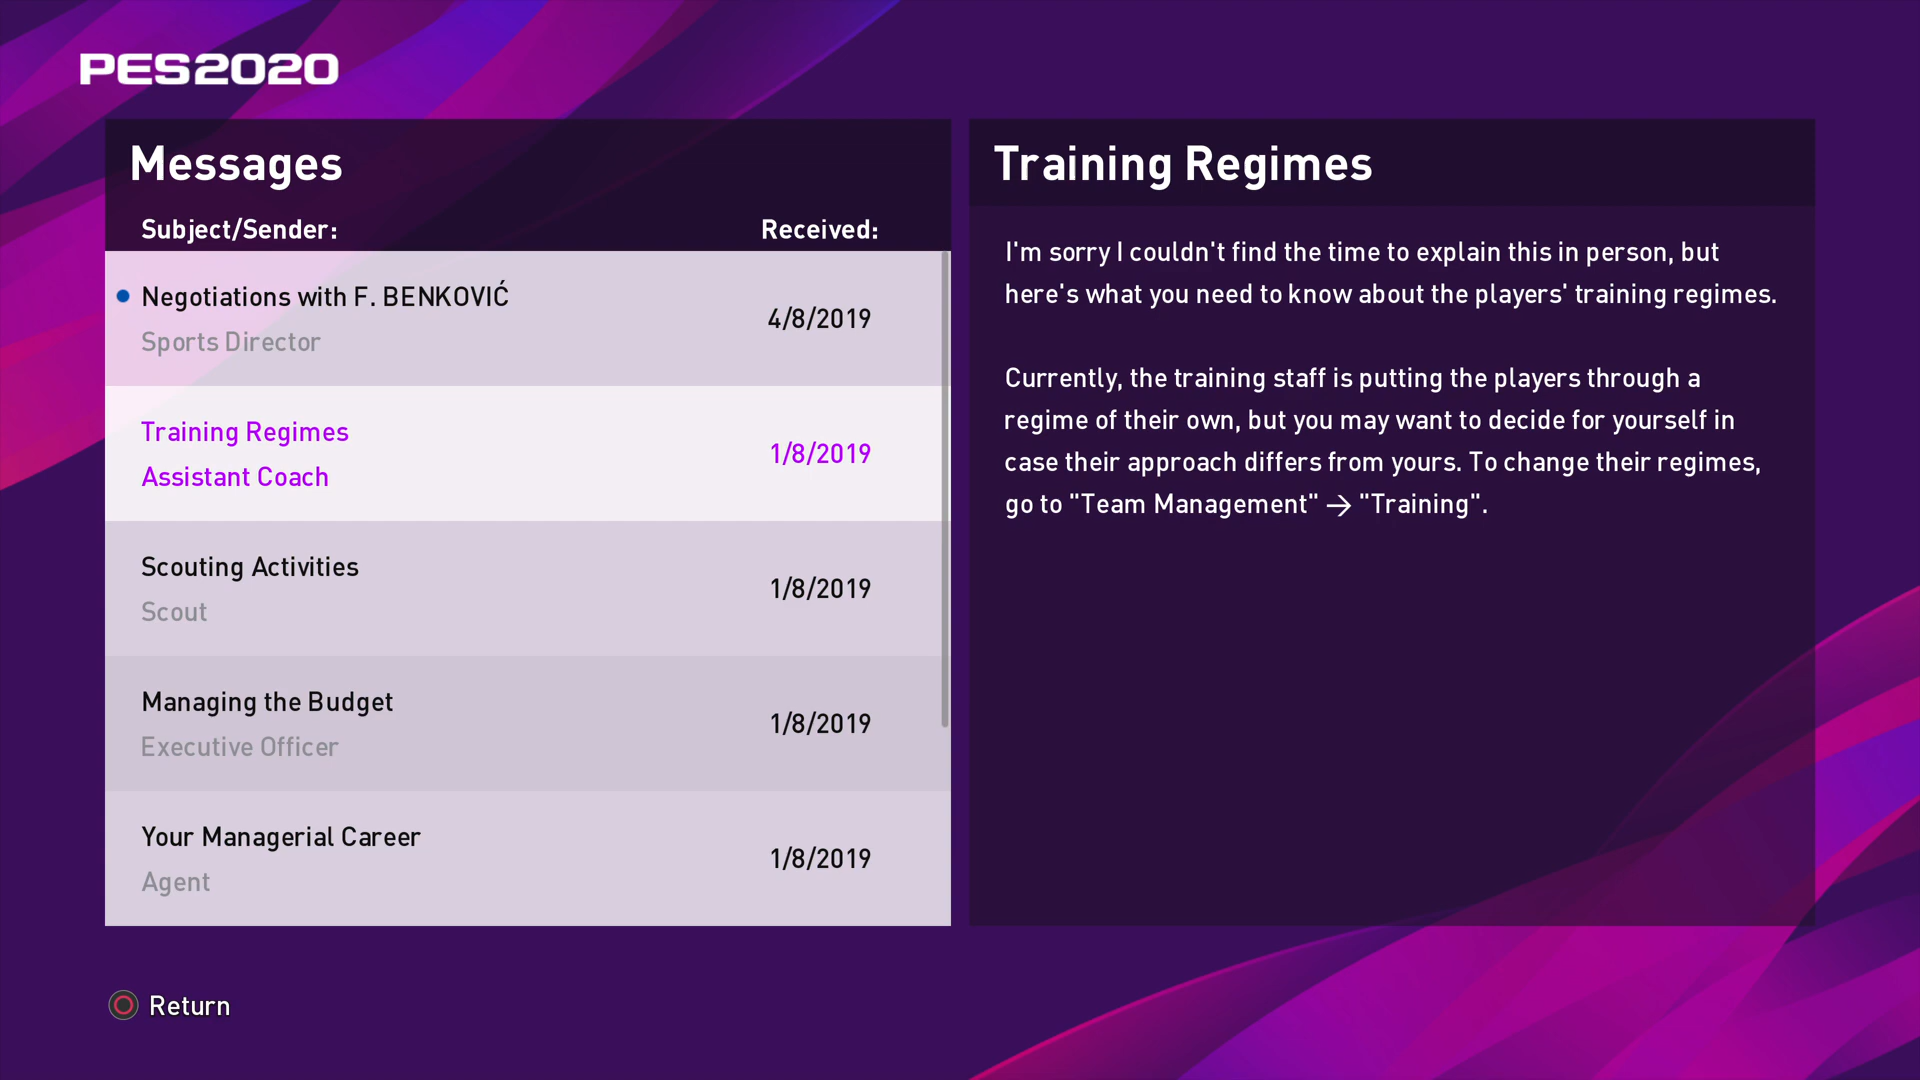 PES2020
Messages
Subject/Sender:
Received:
Negotiations with F. BENKOVIĆ
Sports Director
4/8/2019
Training Regimes
Assistant Coach
1/8/2019
Scouting Activities
Scout
1/8/2019
Managing the Budget
Executive Officer
1/8/2019
Your Managerial Career
Agent
1/8/2019
Training Regimes
I'm sorry I couldn't find the time to explain this in person, but
here's what you need to know about the players' training regimes.
Currently, the training staff is putting the players through a
regime of their own, but you may want to decide for yourself in
case their approach differs from yours. To change their regimes,
go to "Team Management" → "Training".
Return